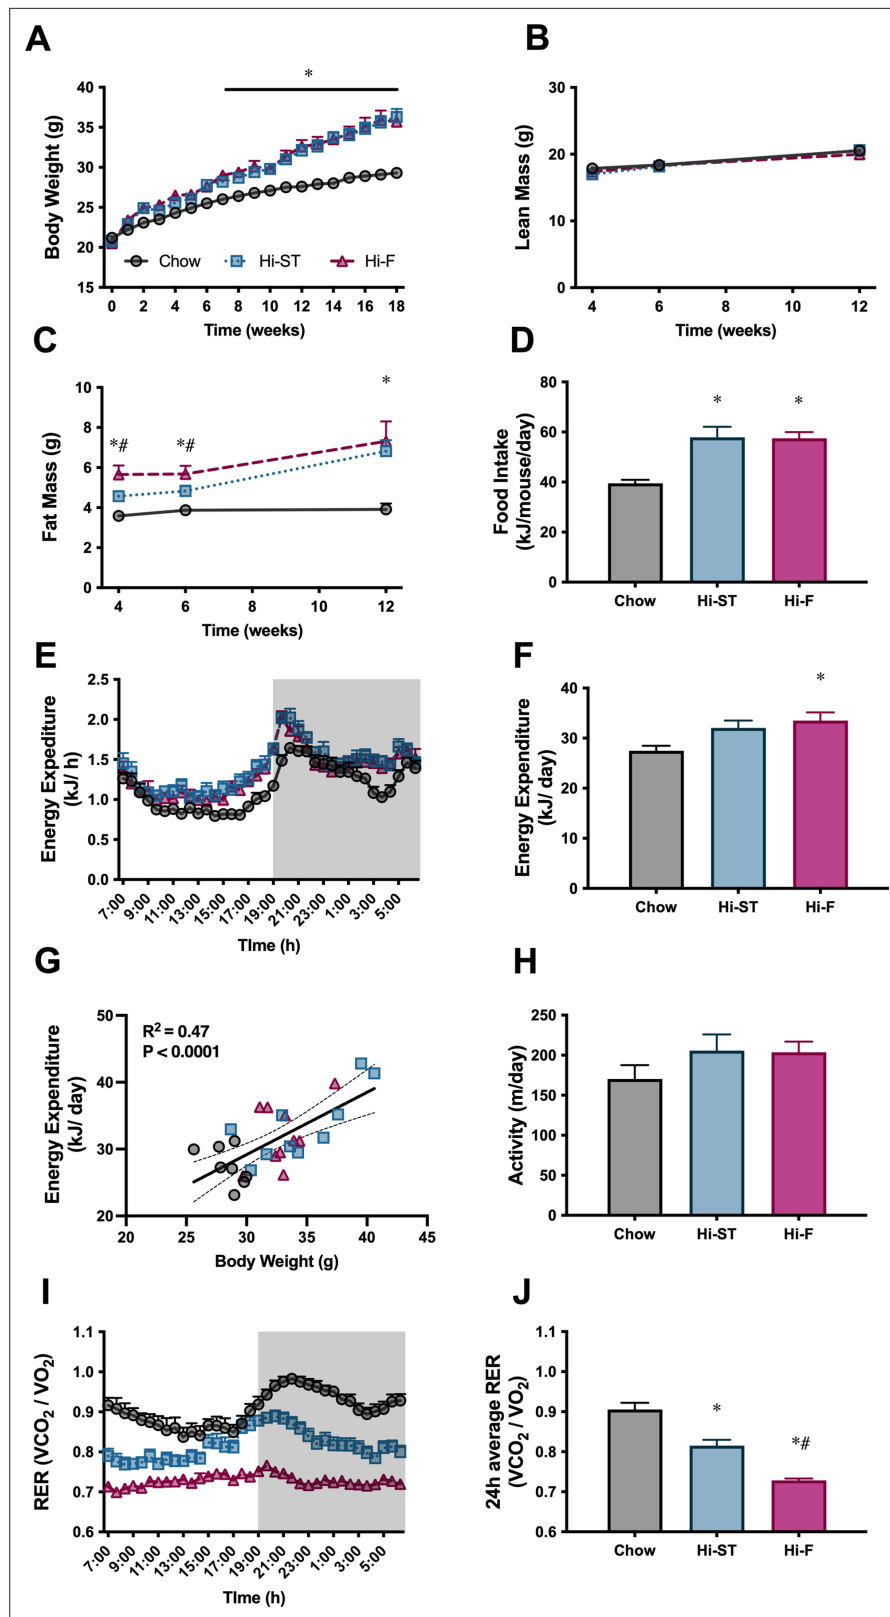 A
Body Weight (g)
40
35
30
25
20
15
*
Chow
Hi-ST
Hi-F
0 2 4 6 8 10 12 14 16 18
Time (weeks)
B
Lean Mass (g)
30
20
10
0
4 6 8 10 12
Time (weeks)
C
Fat Mass (g)
10
8
6
4
2
0
*# *# *
4 6 8 10 12
Time (weeks)
D
Food Intake
(kJ/mouse/day)
80
60
40
20
0
* *
Chow Hi-ST Hi-F
E
Energy Expediture
(kJ/ h)
2.5
2.0
1.5
1.0
0.5
0.0
7:00 9:00 11:00 13:00 15:00 17:00 19:00 21:00 23:00 1:00 3:00 5:00
TIme (h)
F
Energy Expenditure
(kJ/ day)
40
30
20
10
0
*
Chow Hi-ST Hi-F
G
Energy Expenditure
(kJ/ day)
50
40
30
20
R2 = 0.47
P < 0.0001
20 25 30 35 40 45
Body Weight (g)
H
Activity (m/day)
250
200
150
100
50
0
Chow Hi-ST Hi-F
I
RER (VCO2 / VO2)
1.1
1.0
0.9
0.8
0.7
0.6
7:00 9:00 11:00 13:00 15:00 17:00 19:00 21:00 23:00 1:00 3:00 5:00
TIme (h)
J
24h average RER
(VCO2 / VO2)
1.1
1.0
0.9
0.8
0.7
0.6
* *#
Chow Hi-ST Hi-F